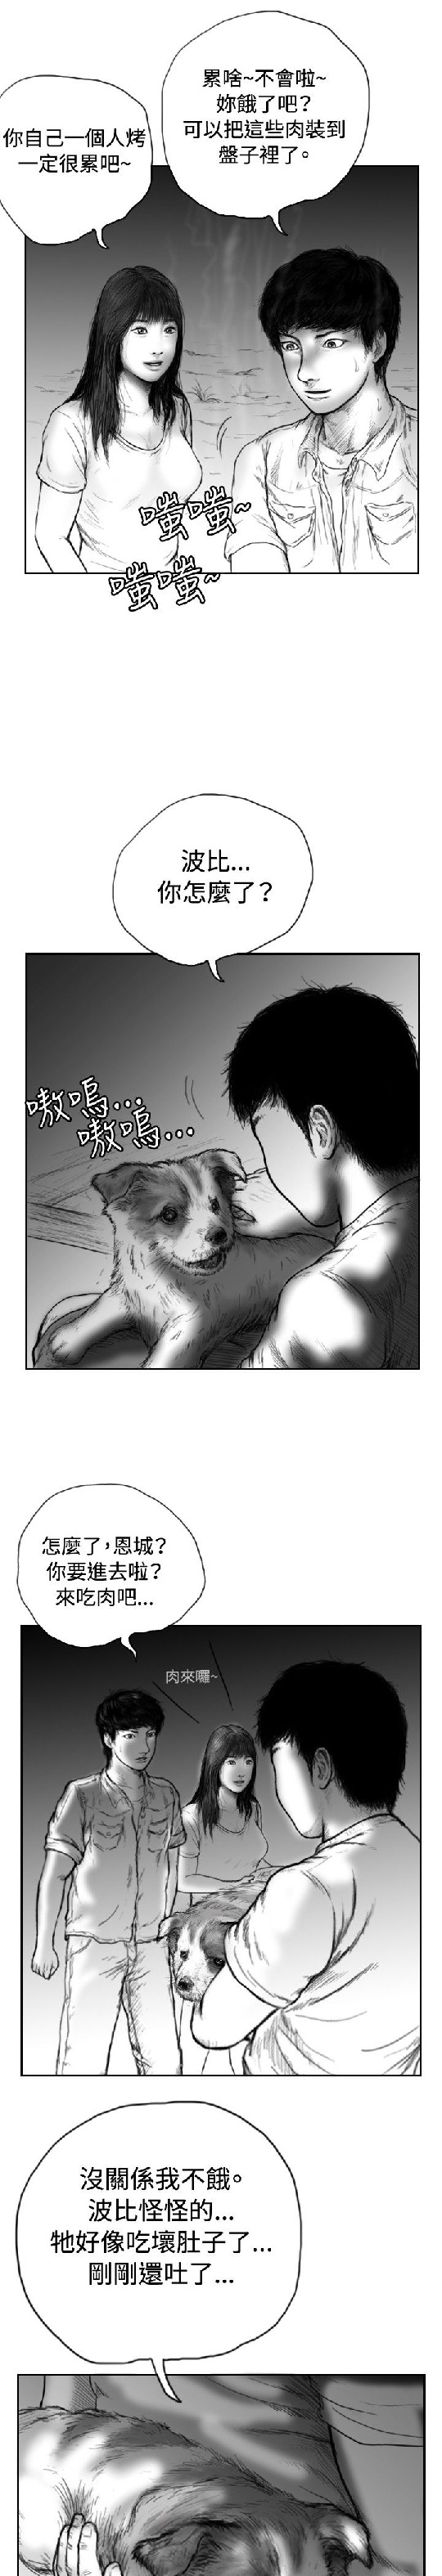 你自己一個人烤
一定很累吧~
累啥~不會啦~
妳餓了吧？
可以把這些肉裝到
盤子裡了。
嗤嗤~
嗤嗤~
波比...
你怎麼了？
嗷嗚...
嗷嗚...
怎麼了，恩城？
你要進去啦？
來吃肉吧...
肉來囉~
沒關係我不餓。
波比怪怪的...
牠好像吃壞肚子了...
剛剛還吐了...